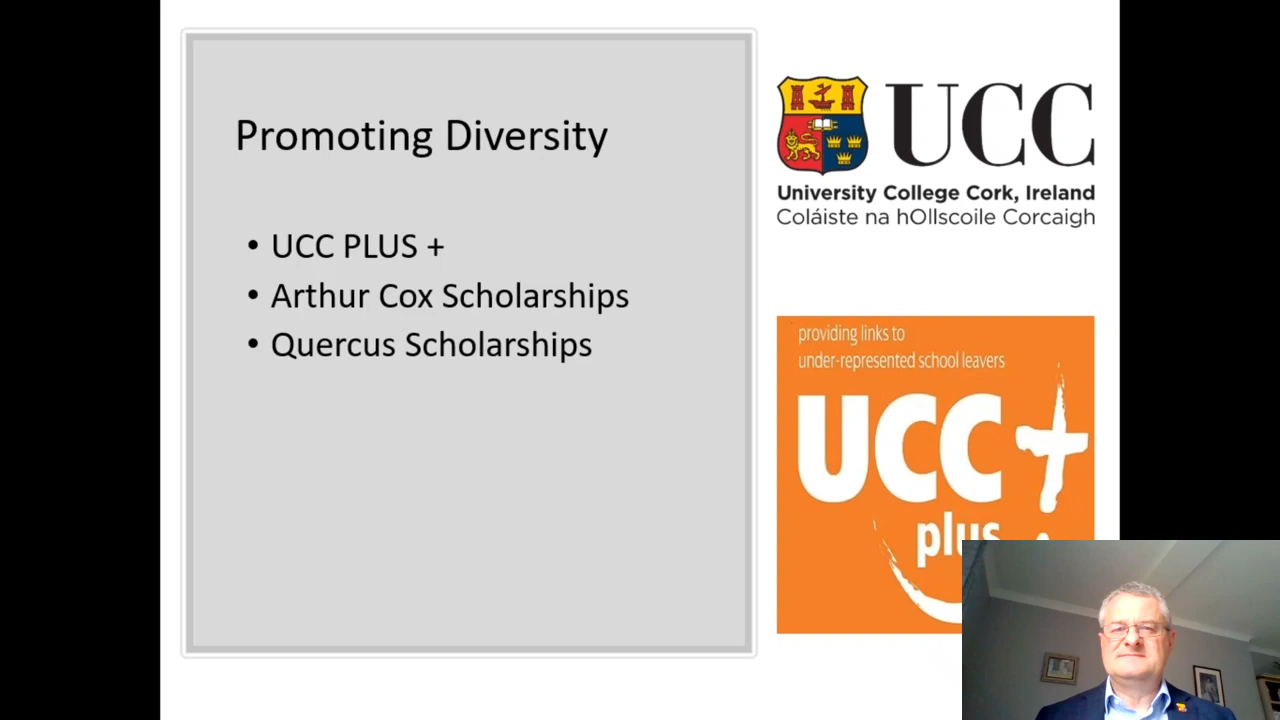 Promoting Diversity
• UCC PLUS +
• Arthur Cox Scholarships
• Quercus Scholarships
UCC
University College Cork, Ireland
Coláiste na hOllscoile Corcaigh
providing links to
under-represented school leavers
UCC+
plus